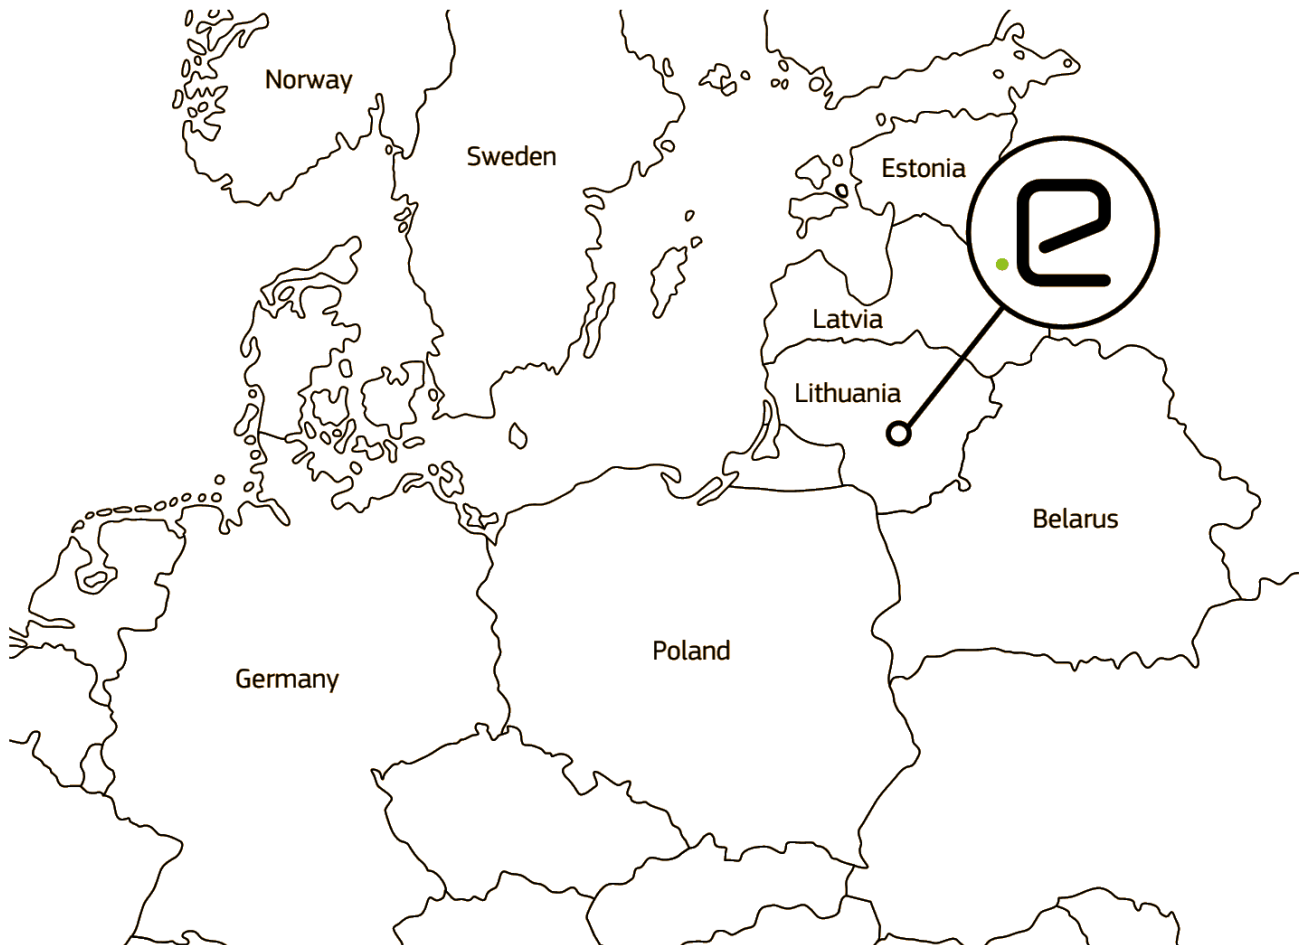 Norway
Sweden
Estonia
e
Latvia
Lithuania
Belarus
Poland
Germany